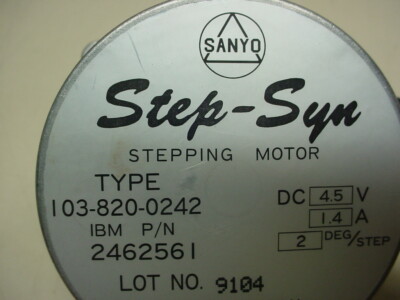 SANYO
Step-Syn
STEPPING MOTOR
TYPE
103-820-0242
IBM P/N
2462561
DC 4.5 V
1.4 A
2 DEG/STEP
LOT NO. 9104